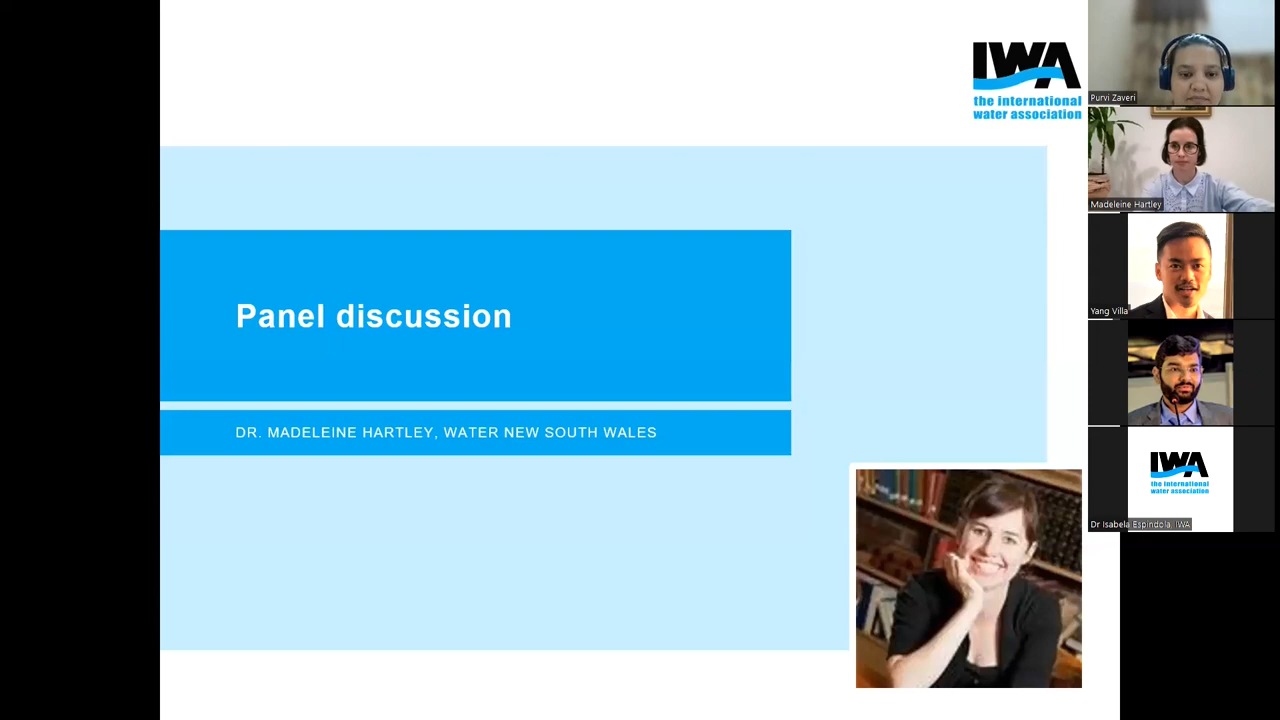 IWA
the international
water association
Panel discussion
DR. MADELEINE HARTLEY, WATER NEW SOUTH WALES
Purvi Zaveri
Madeleine Hartley
Yang Villa
IWA
the international
water association
Dr Isabela Espindola, IWA